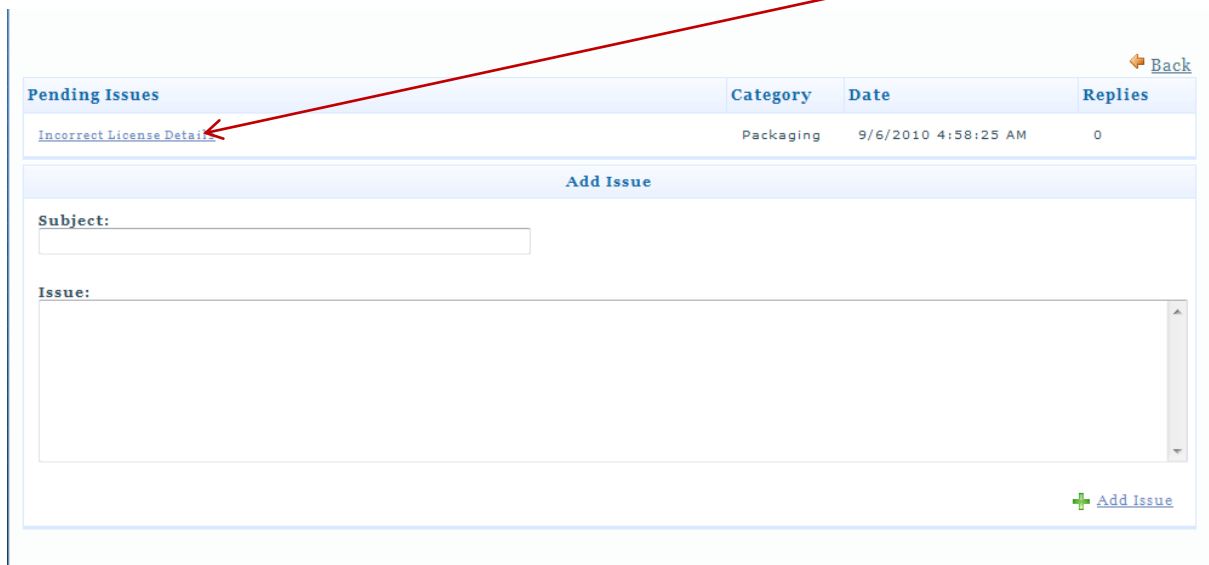 Back
Pending Issues Category Date Replies
Incorrect License Details Packaging 9/6/2010 4:58:25 AM 0
Add Issue
Subject:
Issue:
Add Issue